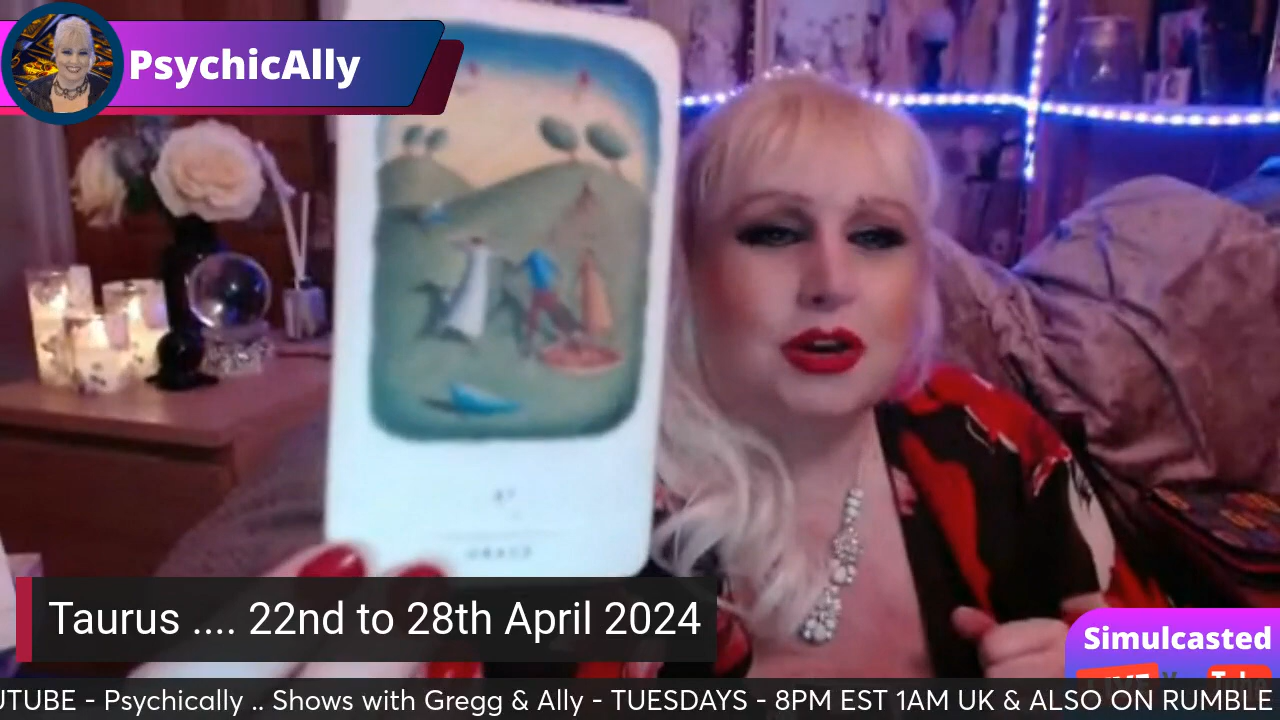 PsychicAlly
Taurus .... 22nd to 28th April 2024
Simulcasted
UTUBE - Psychically .. Shows with Gregg & Ally - TUESDAYS - 8PM EST 1AM UK & ALSO ON RUMBLE